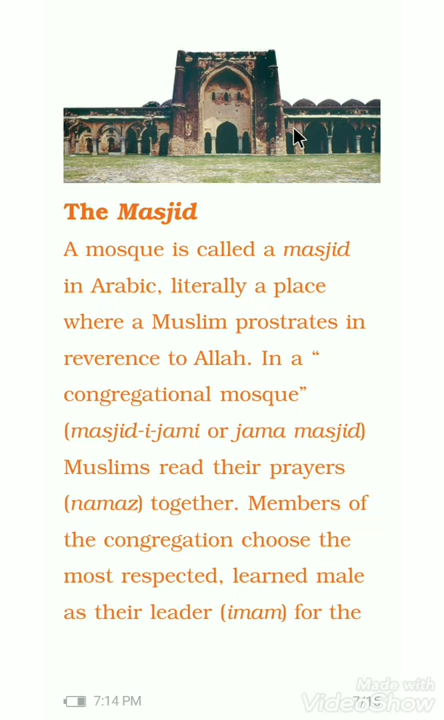 The Masjid
A mosque is called a masjid
in Arabic, literally a place
where a Muslim prostrates in
reverence to Allah. In a “
congregational mosque”
(masjid-i-jami or jama masjid)
Muslims read their prayers
(namaz) together. Members of
the congregation choose the
most respected, learned male
as their leader (imam) for the
7:14 PM
7/15
Made with
VideoShow